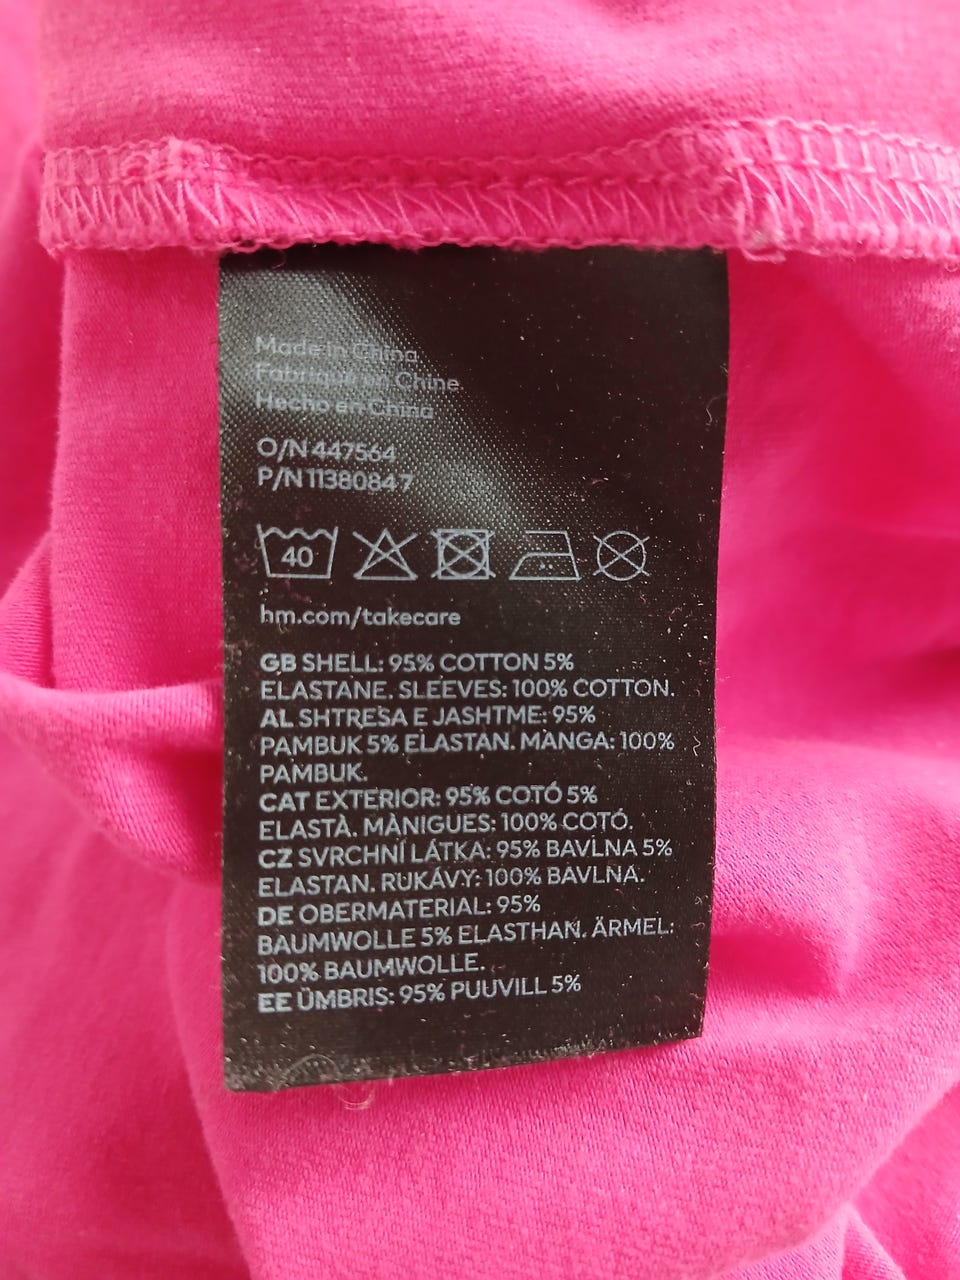 Made in China
Fabriqué en Chine
Hecho en China
O/N 447564
P/N 11380847
40
hm.com/takecare
GB SHELL: 95% COTTON 5%
ELASTANE. SLEEVES: 100% COTTON.
AL SHTRESA E JASHTME: 95%
PAMBUK 5% ELASTAN. MANGA: 100%
PAMBUK.
CAT EXTERIOR: 95% COTÓ 5%
ELASTÀ. MÀNIGUES: 100% COTÓ.
CZ SVRCHNÍ LÁTKA: 95% BAVLNA 5%
ELASTAN. RUKÁVY: 100% BAVLNA.
DE OBERMATERIAL: 95%
BAUMWOLLE 5% ELASTHAN. ÄRMEL:
100% BAUMWOLLE.
EE ÜMBRIS: 95% PUUVILL 5%